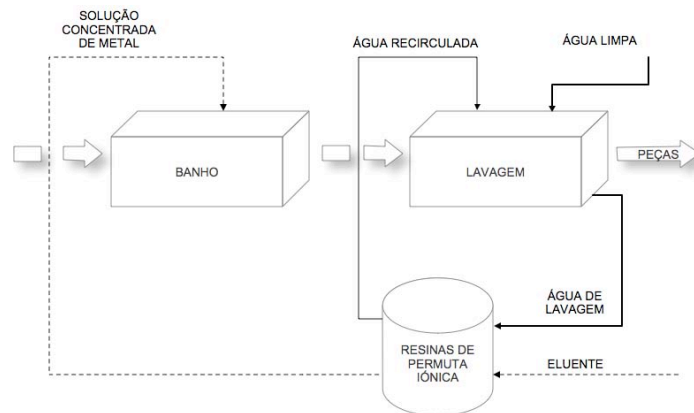 SOLUÇÃO
CONCENTRADA
DE METAL
ÁGUA RECIRCULADA
ÁGUA LIMPA
BANHO
LAVAGEM
PEÇAS
ÁGUA DE
LAVAGEM
RESINAS DE
PERMUTA
IÓNICA
ELUENTE